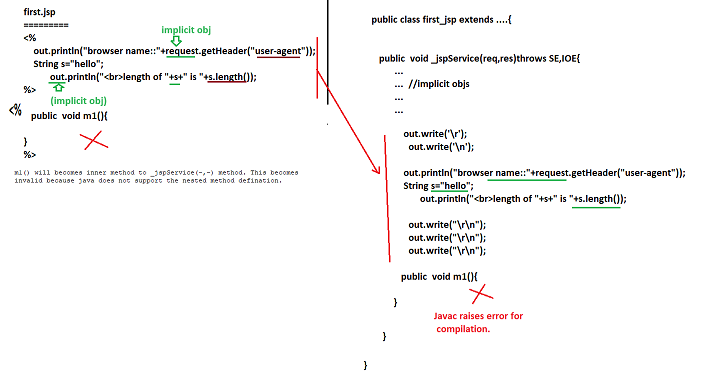 first.jsp
=========
implicit obj
<%
out.println("browser name::"+request.getHeader("user-agent"));
String s="hello";
out.println("<br>length of "+s+" is "+s.length());
%>
(implicit obj)
<%
public void m1(){
}
%>
m1() will becomes inner method to _jspService(-,-) method. This becomes
invalid because java does not support the nested method defination.
public class first_jsp extends ....{
public void _jspService(req,res)throws SE,IOE{
...
... //implicit objs
...
...
out.write('\r');
out.write('\n');
out.println("browser name::"+request.getHeader("user-agent"));
String s="hello";
out.println("<br>length of "+s+" is "+s.length());
out.write("\r\n");
out.write("\r\n");
out.write("\r\n");
public void m1(){
}
Javac raises error for
compilation.
}
}